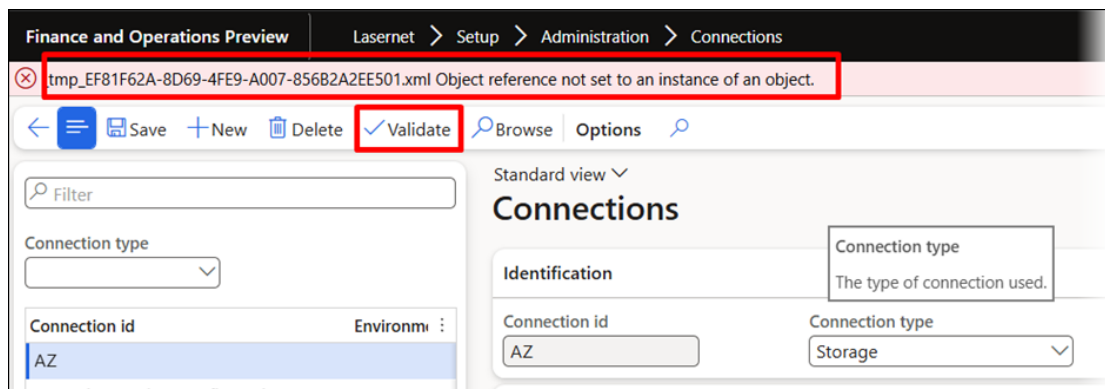 Finance and Operations Preview Lasernet > Setup > Administration > Connections
tmp_EF81F62A-8D69-4FE9-A007-856B2A2EE501.xml Object reference not set to an instance of an object.
Save New Delete Validate Browse Options
Standard view
Filter
Connections
Connection type
Connection type
Identification
The type of connection used.
Connection id Environm
Connection id Connection type
AZ
AZ Storage